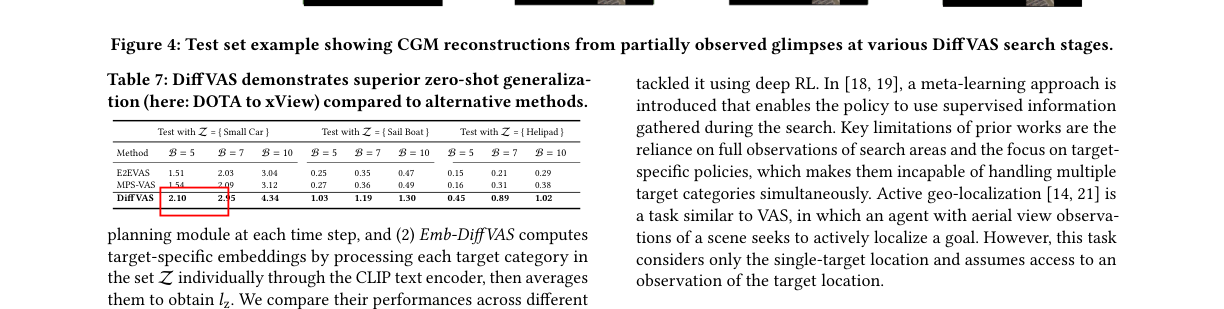 Figure 4: Test set example showing CGM reconstructions from partially observed glimpses at various DiffVAS search stages.
Table 7: DiffVAS demonstrates superior zero-shot generaliza-
tion (here: DOTA to xView) compared to alternative methods.
Test with 𝒵 = { Small Car } Test with 𝒵 = { Sail Boat } Test with 𝒵 = { Helipad }
Method ℬ = 5 ℬ = 7 ℬ = 10 ℬ = 5 ℬ = 7 ℬ = 10 ℬ = 5 ℬ = 7 ℬ = 10
E2EVAS 1.51 2.03 3.04 0.25 0.35 0.47 0.15 0.21 0.29
MPS-VAS 1.54 2.09 3.12 0.27 0.36 0.49 0.16 0.31 0.38
DiffVAS 2.10 2.95 4.34 1.03 1.19 1.30 0.45 0.89 1.02
planning module at each time step, and (2) Emb-DiffVAS computes
target-specific embeddings by processing each target category in
the set 𝒵 individually through the CLIP text encoder, then averages
them to obtain l_z. We compare their performances across different
tackled it using deep RL. In [18, 19], a meta-learning approach is
introduced that enables the policy to use supervised information
gathered during the search. Key limitations of prior works are the
reliance on full observations of search areas and the focus on target-
specific policies, which makes them incapable of handling multiple
target categories simultaneously. Active geo-localization [14, 21] is
a task similar to VAS, in which an agent with aerial view observa-
tions of a scene seeks to actively localize a goal. However, this task
considers only the single-target location and assumes access to an
observation of the target location.